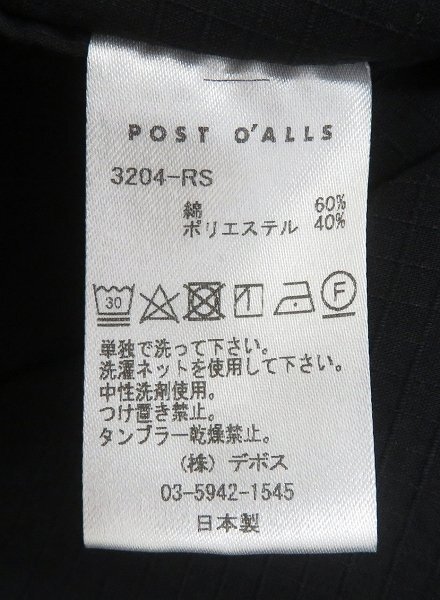 POST O'ALLS
3204-RS
綿 60%
ポリエステル 40%
30 F
単独で洗って下さい。
洗濯ネットを使用して下さい。
中性洗剤使用。
つけ置き禁止。
タンブラー乾燥禁止。
（株）デポス
03-5942-1545
日本製